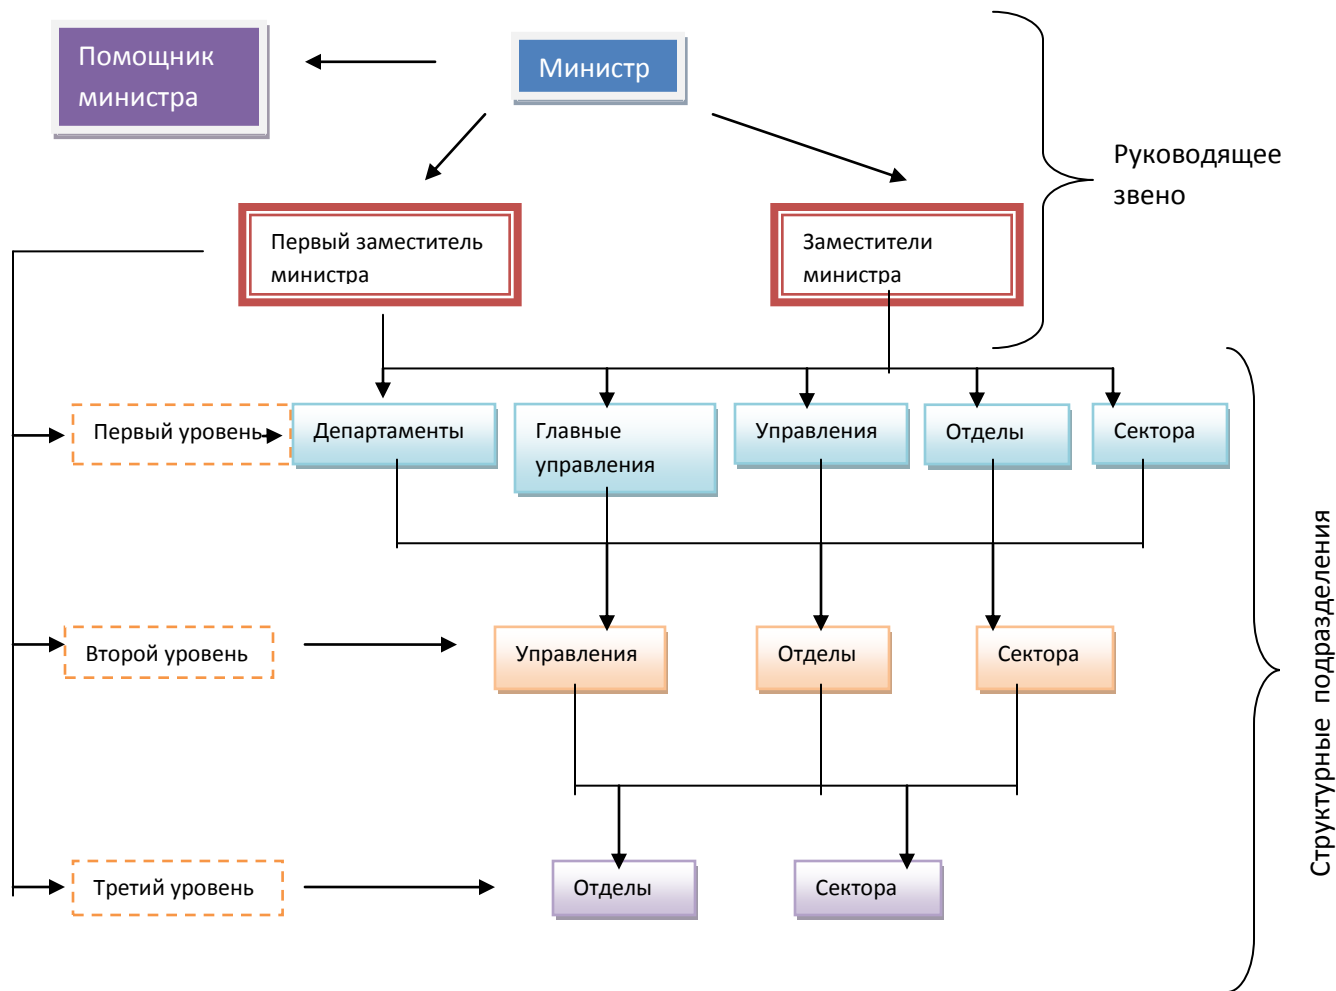 Помощник
министра
Министр
Руководящее
звено
Первый заместитель
министра
Заместители
министра
Первый уровень
Департаменты
Главные
управления
Управления
Отделы
Сектора
Второй уровень
Управления
Отделы
Сектора
Третий уровень
Отделы
Сектора
Структурные подразделения